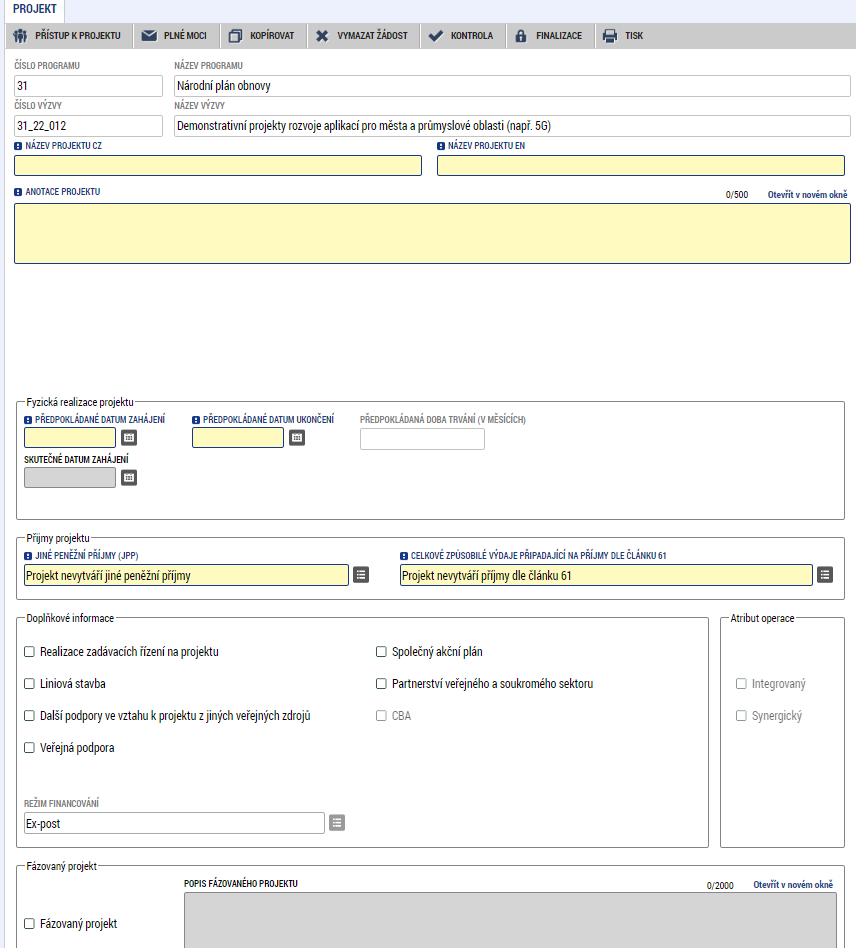 PROJEKT
PŘÍSTUP K PROJEKTU PLNÉ MOCI KOPÍROVAT VYMAZAT ŽÁDOST KONTROLA FINALIZACE TISK
ČÍSLO PROGRAMU NÁZEV PROGRAMU
31 Národní plán obnovy
ČÍSLO VÝZVY NÁZEV VÝZVY
31_22_012 Demonstrativní projekty rozvoje aplikací pro města a průmyslové oblasti (např. 5G)
NÁZEV PROJEKTU CZ NÁZEV PROJEKTU EN
ANOTACE PROJEKTU 0/500 Otevřít v novém okně
Fyzická realizace projektu
PŘEDPOKLÁDANÉ DATUM ZAHÁJENÍ PŘEDPOKLÁDANÉ DATUM UKONČENÍ PŘEDPOKLÁDANÁ DOBA TRVÁNÍ (V MĚSÍCÍCH)
SKUTEČNÉ DATUM ZAHÁJENÍ
Příjmy projektu
JINÉ PENĚŽNÍ PŘÍJMY (JPP) CELKOVÉ ZPŮSOBILÉ VÝDAJE PŘIPADAJÍCÍ NA PŘÍJMY DLE ČLÁNKU 61
Projekt nevytváří jiné peněžní příjmy Projekt nevytváří příjmy dle článku 61
Doplňkové informace Atribut operace
Realizace zadávacích řízení na projektu Společný akční plán
Liniová stavba Partnerství veřejného a soukromého sektoru Integrovaný
Další podpory ve vztahu k projektu z jiných veřejných zdrojů CBA Synergický
Veřejná podpora
REŽIM FINANCOVÁNÍ
Ex-post
Fázovaný projekt
POPIS FÁZOVANÉHO PROJEKTU 0/2000 Otevřít v novém okně
Fázovaný projekt